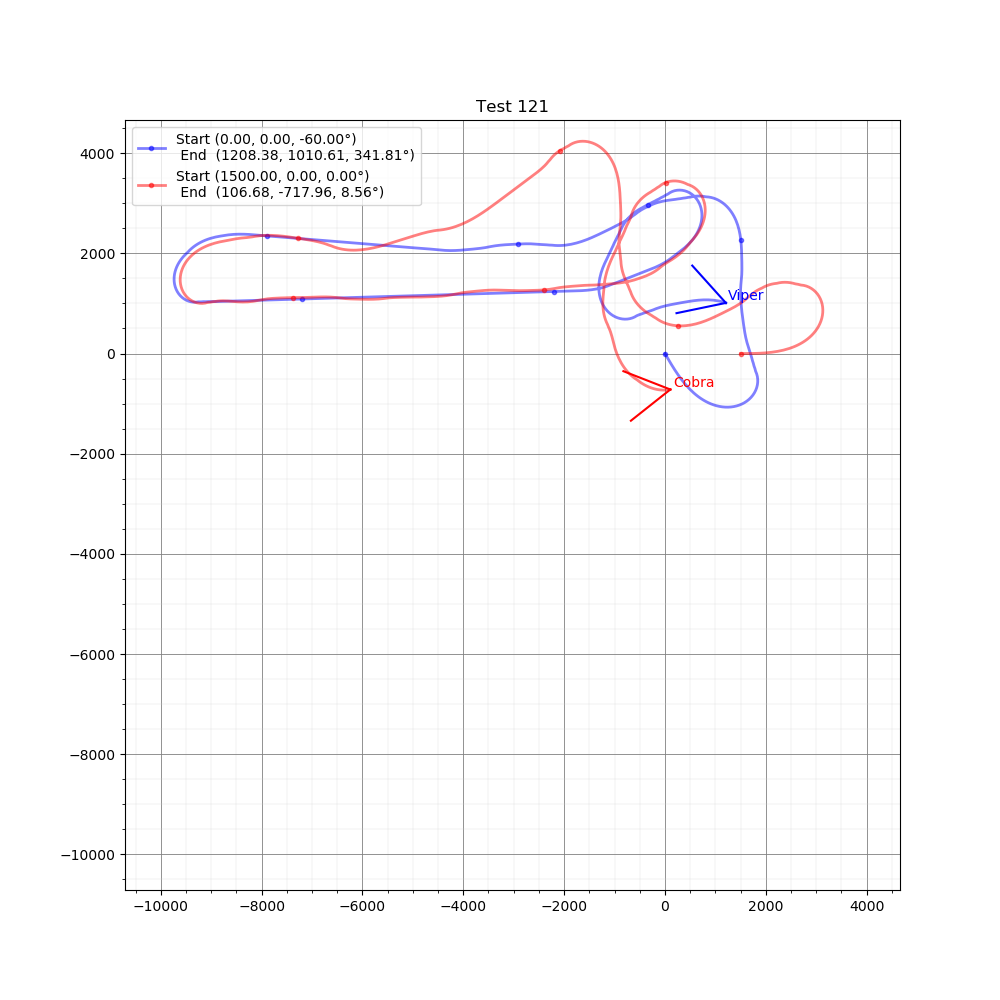 Test 121
Start (0.00, 0.00, -60.00°)
End  (1208.38, 1010.61, 341.81°)
Start (1500.00, 0.00, 0.00°)
End  (106.68, -717.96, 8.56°)
4000
2000
0
−2000
−4000
−6000
−8000
−10000
Viper
Cobra
−10000 −8000 −6000 −4000 −2000 0 2000 4000